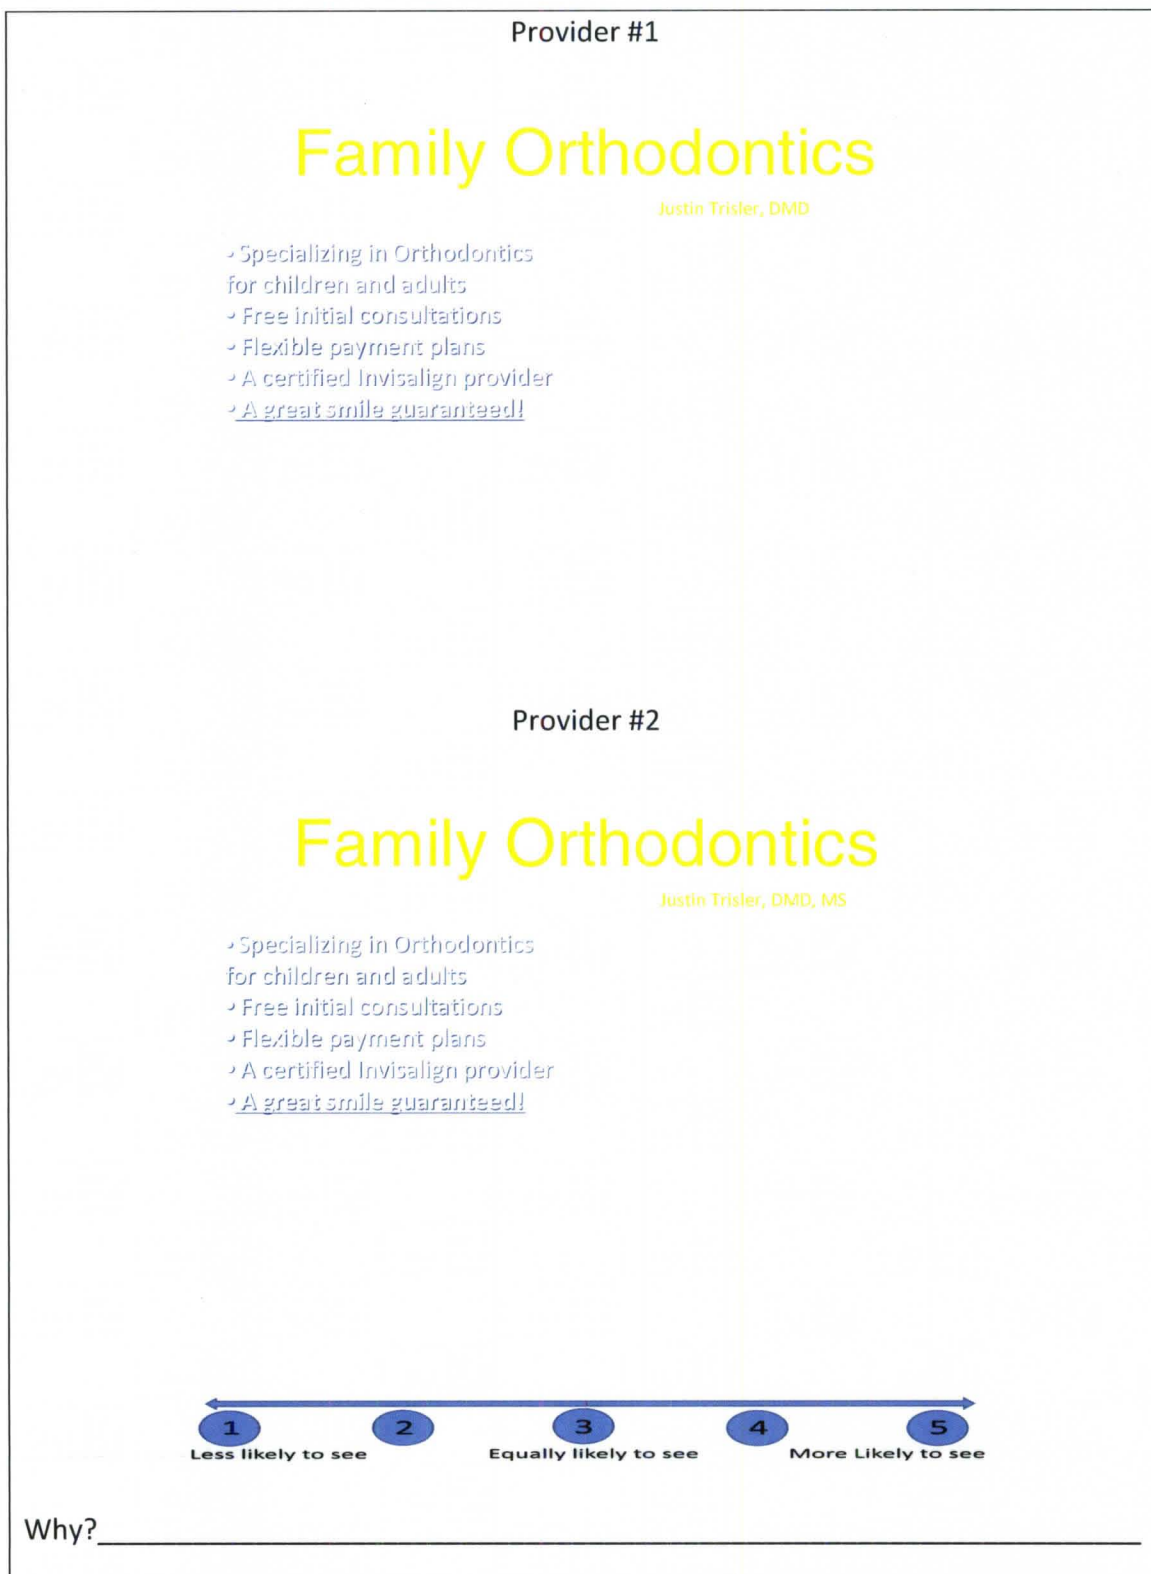 Provider #1
Family Orthodontics
Justin Trisler, DMD
• Specializing in Orthodontics
for children and adults
• Free initial consultations
• Flexible payment plans
• A certified Invisalign provider
• A great smile guaranteed!
Provider #2
Family Orthodontics
Justin Trisler, DMD, MS
• Specializing in Orthodontics
for children and adults
• Free initial consultations
• Flexible payment plans
• A certified Invisalign provider
• A great smile guaranteed!
1 2 3 4 5
Less likely to see Equally likely to see More Likely to see
Why?